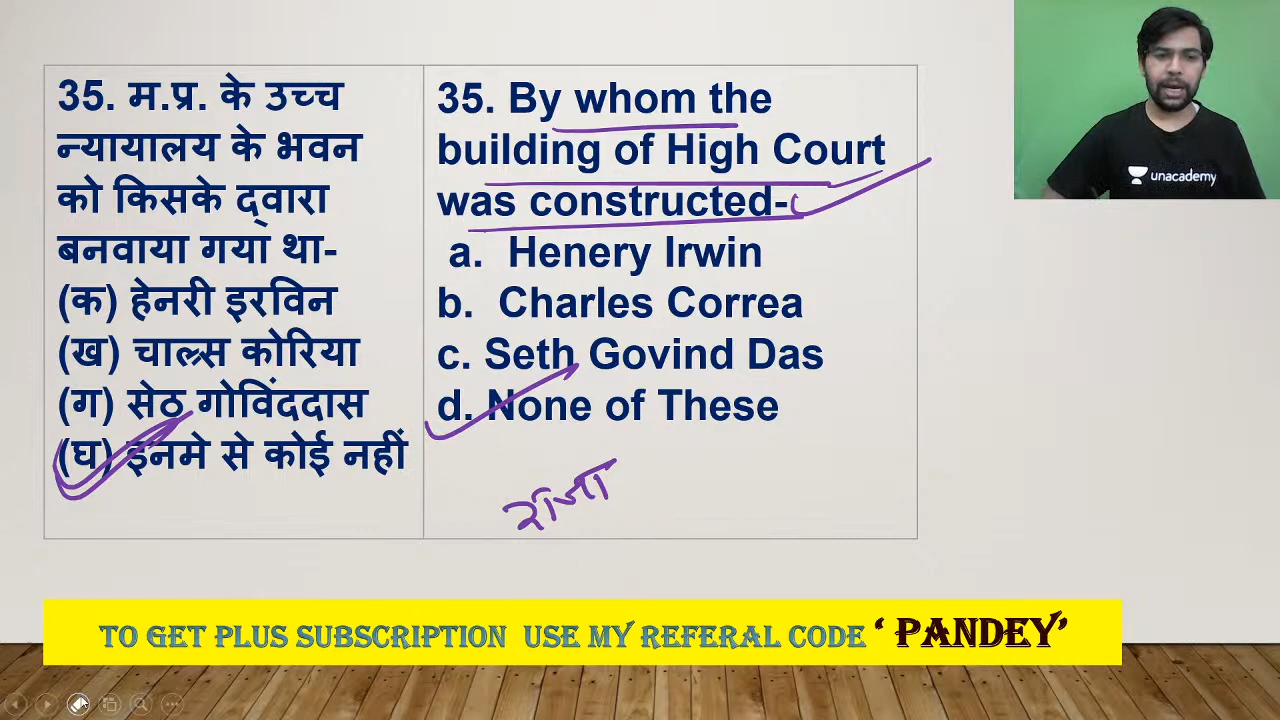 35. म.प्र. के उच्च
न्यायालय के भवन
को किसके द्वारा
बनवाया गया था-
(क) हेनरी इरविन
(ख) चाल्र्स कोरिया
(ग) सेठ गोविंददास
(घ) इनमे से कोई नहीं
35. By whom the
building of High Court
was constructed-
a. Henery Irwin
b. Charles Correa
c. Seth Govind Das
d. None of These
राजा
unacademy
TO GET PLUS SUBSCRIPTION USE MY REFERAL CODE ‘ PANDEY’